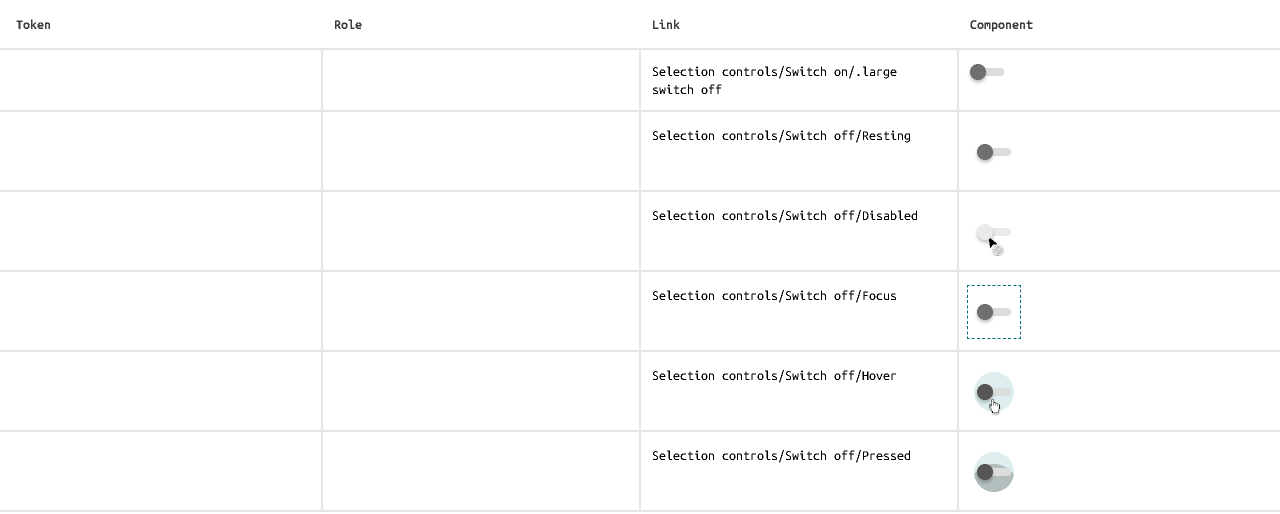 Token Role Link Component
Selection controls/Switch on/.large
switch off
Selection controls/Switch off/Resting
Selection controls/Switch off/Disabled
Selection controls/Switch off/Focus
Selection controls/Switch off/Hover
Selection controls/Switch off/Pressed